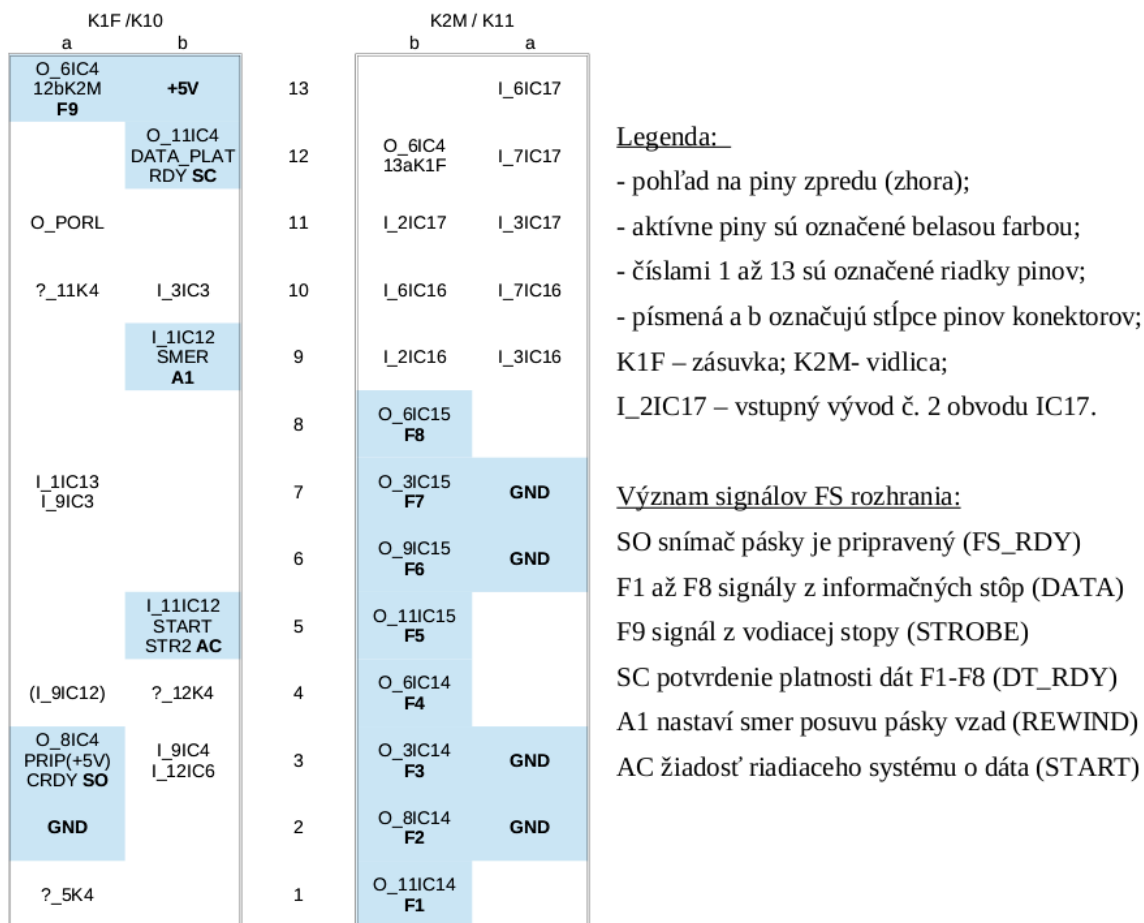 K1F /K10
K2M / K11
a
b
b
a
O_6IC4
12bK2M
F9
+5V
13
I_6IC17
O_11IC4
DATA_PLAT
RDY SC
12
O_6IC4
13aK1F
I_7IC17
O_PORL
11
I_2IC17
I_3IC17
?_11K4
I_3IC3
10
I_6IC16
I_7IC16
I_1IC12
SMER
A1
9
I_2IC16
I_3IC16
8
O_6IC15
F8
I_1IC13
I_9IC3
7
O_3IC15
F7
GND
6
O_9IC15
F6
GND
I_11IC12
START
STR2 AC
5
O_11IC15
F5
(I_9IC12)
?_12K4
4
O_6IC14
F4
O_8IC4
PRIP(+5V)
CRDY SO
I_9IC4
I_12IC6
3
O_3IC14
F3
GND
GND
2
O_8IC14
F2
GND
?_5K4
1
O_11IC14
F1
Legenda:
- pohľad na piny zpredu (zhora);
- aktívne piny sú označené belasou farbou;
- číslami 1 až 13 sú označené riadky pinov;
- písmená a b označujú stĺpce pinov konektorov;
K1F – zásuvka; K2M- vidlica;
I_2IC17 – vstupný vývod č. 2 obvodu IC17.
Význam signálov FS rozhrania:
SO snímač pásky je pripravený (FS_RDY)
F1 až F8 signály z informačných stôp (DATA)
F9 signál z vodiacej stopy (STROBE)
SC potvrdenie platnosti dát F1-F8 (DT_RDY)
A1 nastaví smer posuvu pásky vzad (REWIND)
AC žiadosť riadiaceho systému o dáta (START)